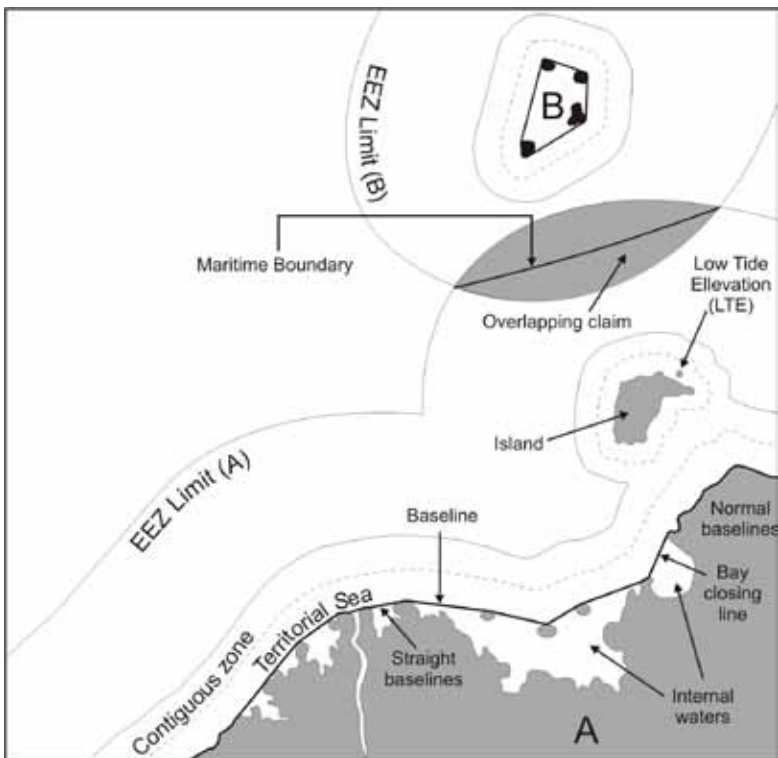 B
EEZ Limit (B)
Maritime Boundary
Low Tide
Ellevation
(LTE)
Overlapping claim
Island
EEZ Limit (A)
Baseline
Normal
baselines
Bay
closing
line
Territorial Sea
Contiguous zone
Straight
baselines
Internal
waters
A